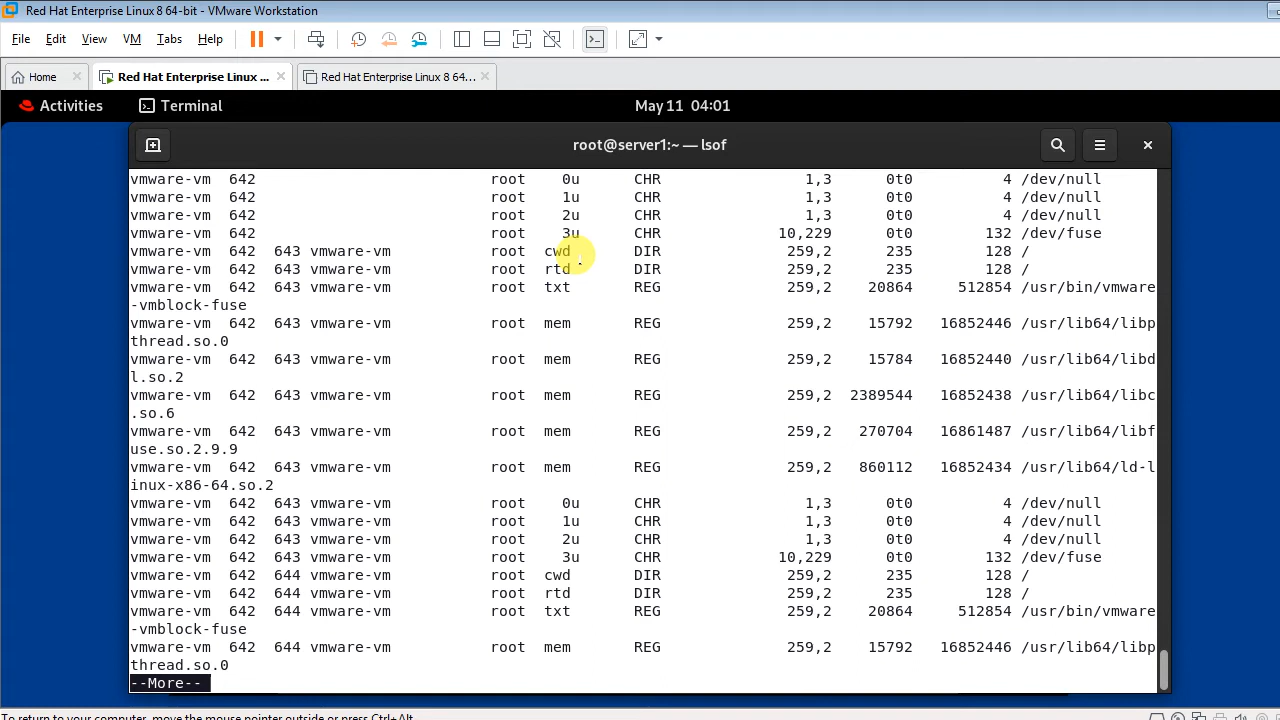 Red Hat Enterprise Linux 8 64-bit - VMware Workstation
File Edit View VM Tabs Help
Home Red Hat Enterprise Linux ... Red Hat Enterprise Linux 8 64...
Activities Terminal May 11 04:01
root@server1:~ — lsof
vmware-vm 642 root 0u CHR 1,3 0t0 4 /dev/null
vmware-vm 642 root 1u CHR 1,3 0t0 4 /dev/null
vmware-vm 642 root 2u CHR 1,3 0t0 4 /dev/null
vmware-vm 642 root 3u CHR 10,229 0t0 132 /dev/fuse
vmware-vm 642 643 vmware-vm root cwd DIR 259,2 235 128 /
vmware-vm 642 643 vmware-vm root rtd DIR 259,2 235 128 /
vmware-vm 642 643 vmware-vm root txt REG 259,2 20864 512854 /usr/bin/vmware
-vmblock-fuse
vmware-vm 642 643 vmware-vm root mem REG 259,2 15792 16852446 /usr/lib64/libp
thread.so.0
vmware-vm 642 643 vmware-vm root mem REG 259,2 15784 16852440 /usr/lib64/libd
l.so.2
vmware-vm 642 643 vmware-vm root mem REG 259,2 2389544 16852438 /usr/lib64/libc
.so.6
vmware-vm 642 643 vmware-vm root mem REG 259,2 270704 16861487 /usr/lib64/libf
use.so.2.9.9
vmware-vm 642 643 vmware-vm root mem REG 259,2 860112 16852434 /usr/lib64/ld-l
inux-x86-64.so.2
vmware-vm 642 643 vmware-vm root 0u CHR 1,3 0t0 4 /dev/null
vmware-vm 642 643 vmware-vm root 1u CHR 1,3 0t0 4 /dev/null
vmware-vm 642 643 vmware-vm root 2u CHR 1,3 0t0 4 /dev/null
vmware-vm 642 643 vmware-vm root 3u CHR 10,229 0t0 132 /dev/fuse
vmware-vm 642 644 vmware-vm root cwd DIR 259,2 235 128 /
vmware-vm 642 644 vmware-vm root rtd DIR 259,2 235 128 /
vmware-vm 642 644 vmware-vm root txt REG 259,2 20864 512854 /usr/bin/vmware
-vmblock-fuse
vmware-vm 642 644 vmware-vm root mem REG 259,2 15792 16852446 /usr/lib64/libp
thread.so.0
--More--
To return to your computer, move the mouse pointer outside or press Ctrl+Alt.